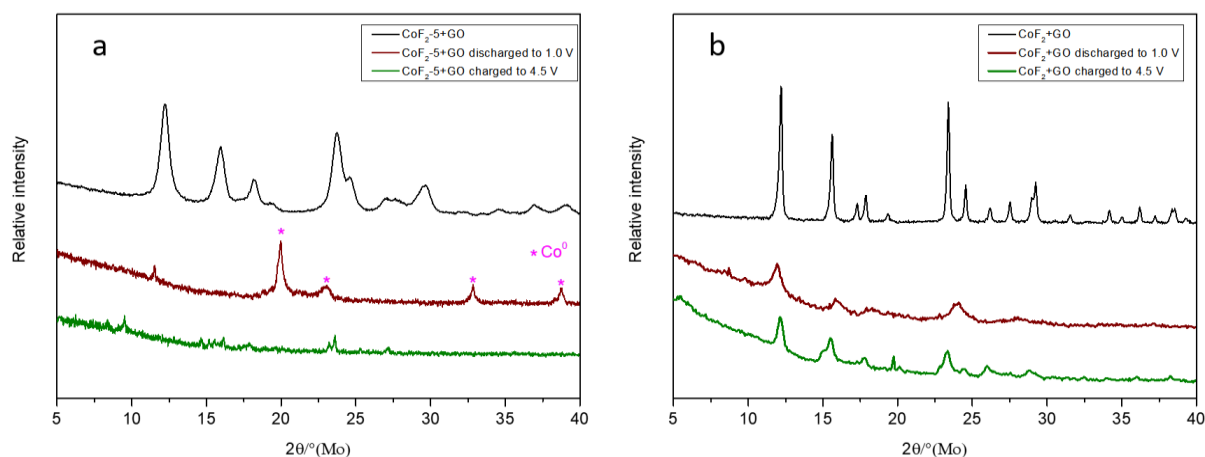 a
CoF₂-5+GO
CoF₂-5+GO discharged to 1.0 V
CoF₂-5+GO charged to 4.5 V
Relative intensity
* Co⁰
* * * *
5 10 15 20 25 30 35 40
2θ/°(Mo)
b
CoF₂+GO
CoF₂+GO discharged to 1.0 V
CoF₂+GO charged to 4.5 V
Relative intensity
5 10 15 20 25 30 35 40
2θ/°(Mo)